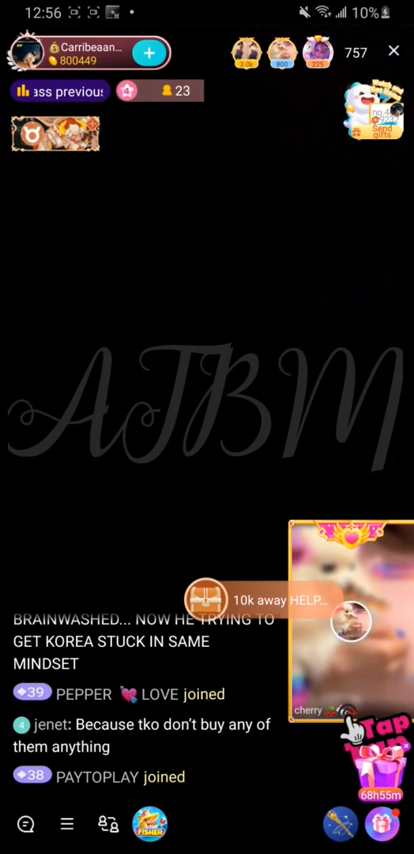 12:56
10%
Carribeaan...
800449
3.0k
800
225
757
ass previous
23
Send
gifts
AJBM
10k away HELP...
BRAINWASHED... NOW HE TRYING TO
GET KOREA STUCK IN SAME
MINDSET
39 PEPPER 💘 LOVE joined
4 jenet: Because tko don't buy any of
them anything
38 PAYTOPLAY joined
cherry 🍒
Tap
68h55m
FISHER